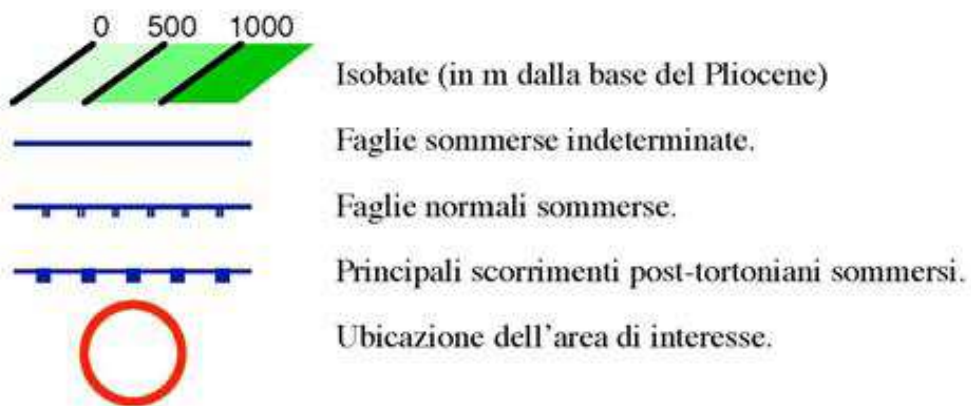 0 500 1000
Isobate (in m dalla base del Pliocene)
Faglie sommerse indeterminate.
Faglie normali sommerse.
Principali scorrimenti post-tortoniani sommersi.
Ubicazione dell'area di interesse.